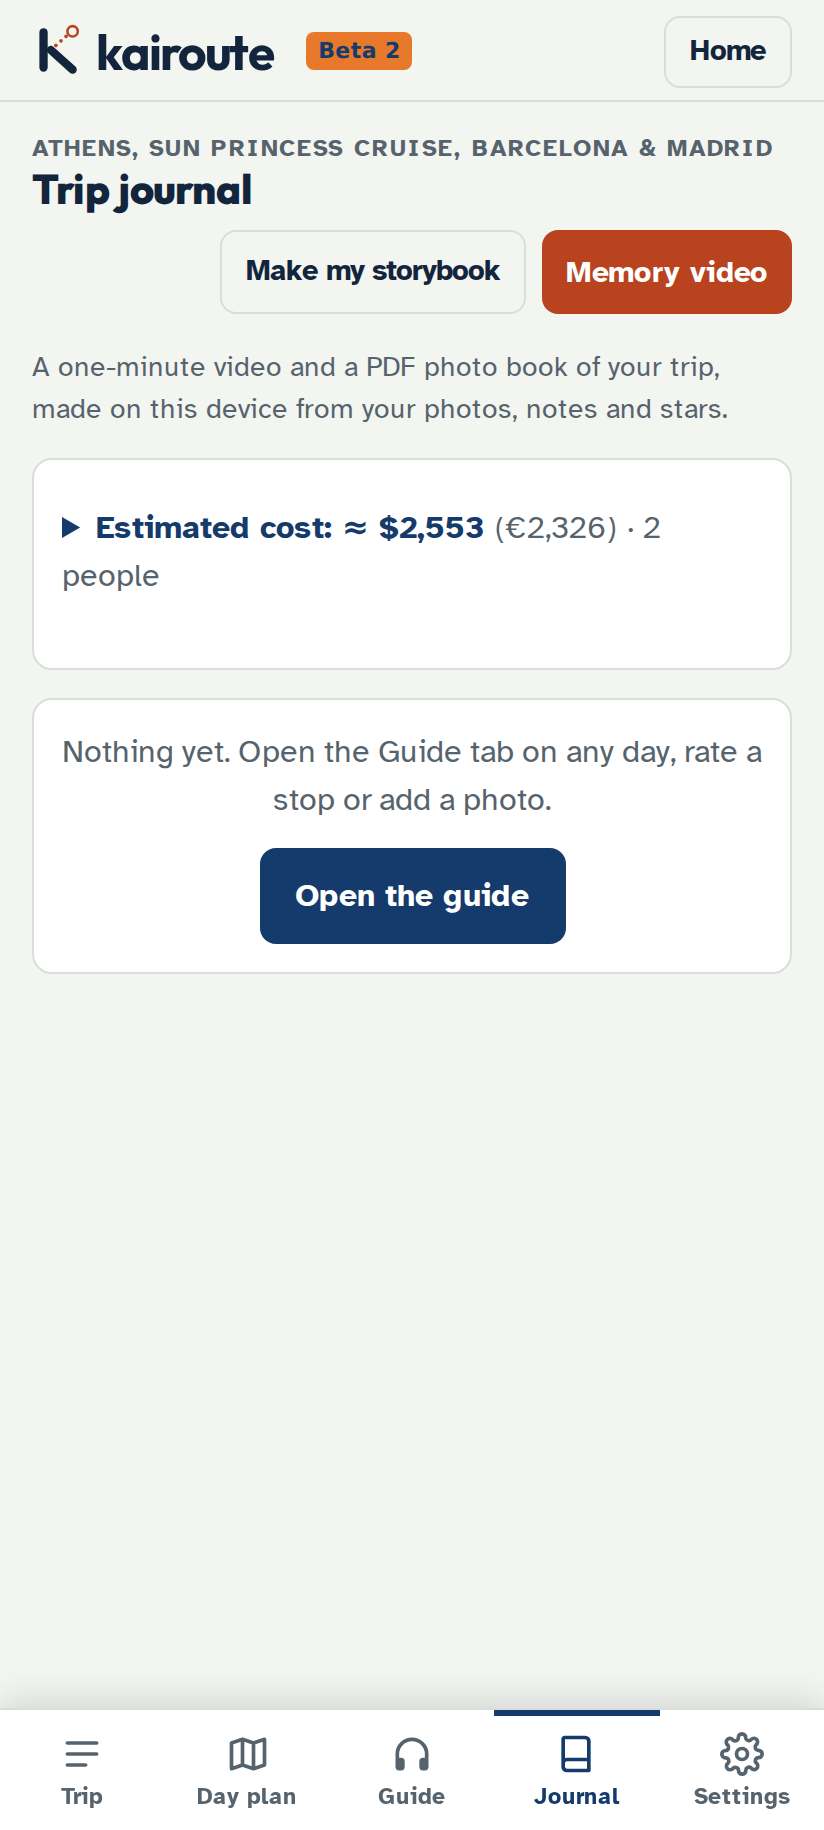 kairoute
Beta 2
Home
ATHENS, SUN PRINCESS CRUISE, BARCELONA & MADRID
Trip journal
Make my storybook
Memory video
A one-minute video and a PDF photo book of your trip,
made on this device from your photos, notes and stars.
Estimated cost: ≈ $2,553 (€2,326) · 2
people
Nothing yet. Open the Guide tab on any day, rate a
stop or add a photo.
Open the guide
Trip
Day plan
Guide
Journal
Settings